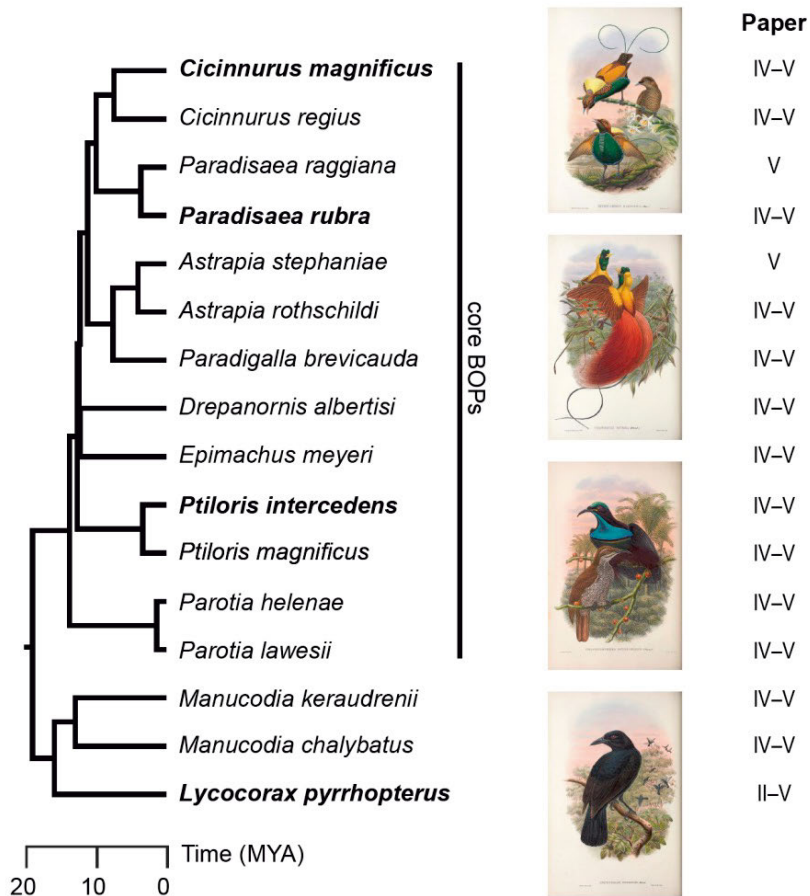 Paper
Cicinnurus magnificus IV–V
Cicinnurus regius IV–V
Paradisaea raggiana V
Paradisaea rubra IV–V
Astrapia stephaniae V
Astrapia rothschildi IV–V
Paradigalla brevicauda IV–V
Drepanornis albertisi IV–V
Epimachus meyeri IV–V
Ptiloris intercedens IV–V
Ptiloris magnificus IV–V
Parotia helenae IV–V
Parotia lawesii IV–V
core BOPs
Manucodia keraudrenii IV–V
Manucodia chalybatus IV–V
Lycocorax pyrrhopterus II–V
Time (MYA)
20 10 0